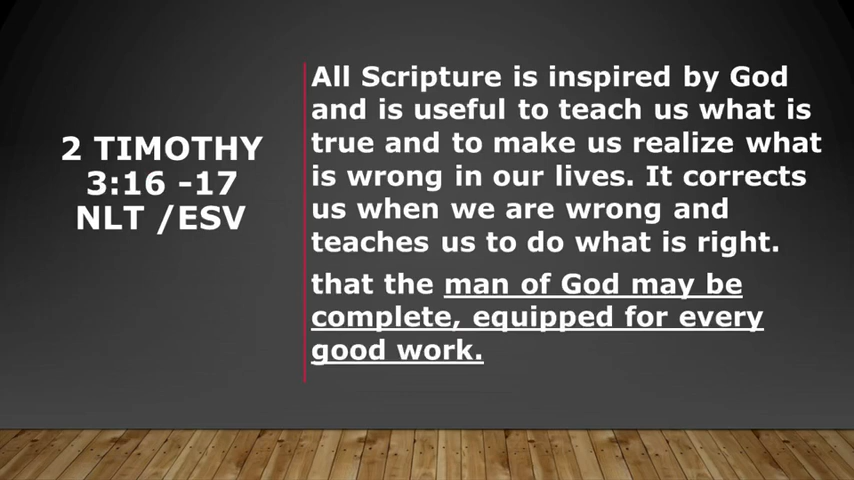 2 TIMOTHY
3:16 -17
NLT /ESV
All Scripture is inspired by God
and is useful to teach us what is
true and to make us realize what
is wrong in our lives. It corrects
us when we are wrong and
teaches us to do what is right.
that the man of God may be
complete, equipped for every
good work.